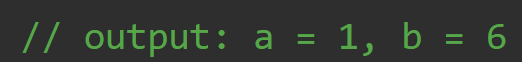 // output: a = 1, b = 6